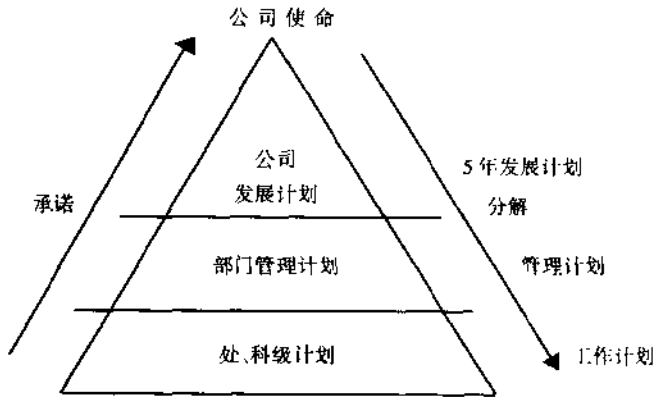 公司使命
公司
发展计划
5年发展计划
承诺
分解
部门管理计划
管理计划
处、科级计划
工作计划